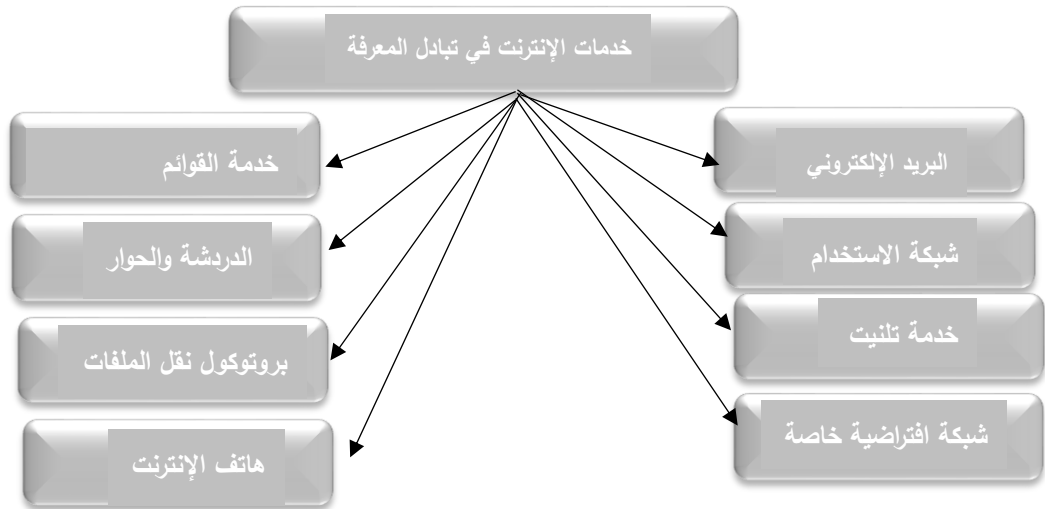 خدمات الإنترنت في تبادل المعرفة
البريد الإلكتروني
خدمة القوائم
شبكة الاستخدام
الدردشة والحوار
خدمة تلنيت
بروتوكول نقل الملفات
شبكة افتراضية خاصة
هاتف الإنترنت